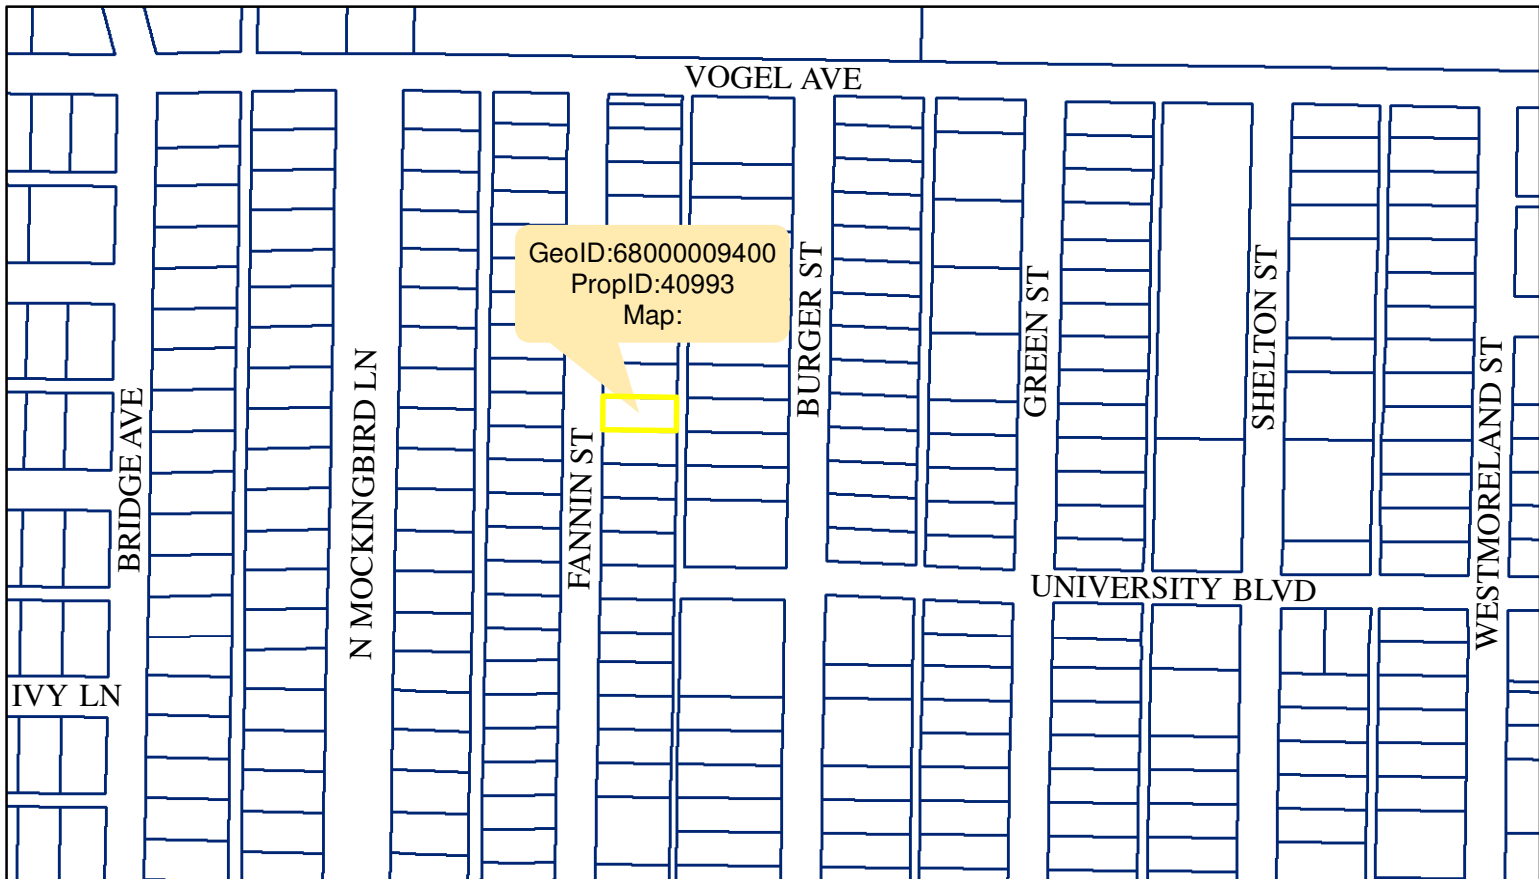 VOGEL AVE
GeoID:68000009400
PropID:40993
Map:
BURGER ST
GREEN ST
SHELTON ST
WESTMORELAND ST
BRIDGE AVE
N MOCKINGBIRD LN
FANNIN ST
UNIVERSITY BLVD
IVY LN